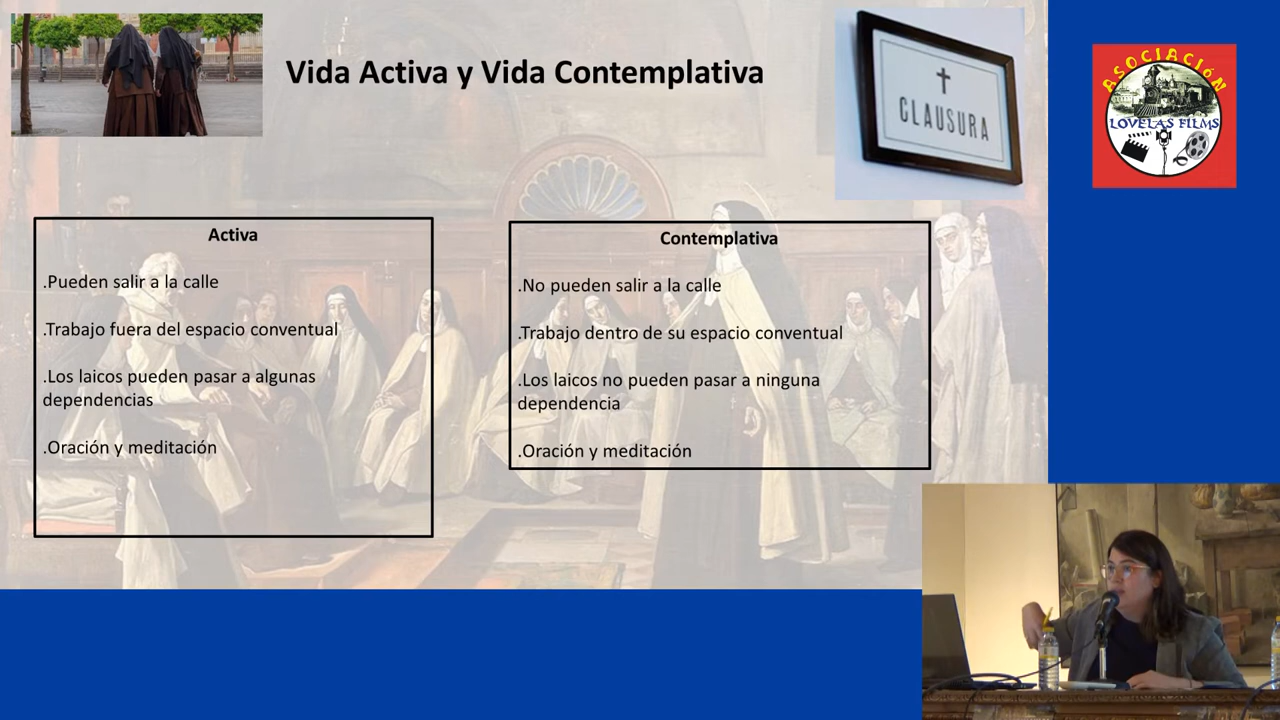 Vida Activa y Vida Contemplativa
CLAUSURA
ASOCIACIÓN
LOVELAS FILMS
Activa
.Pueden salir a la calle
.Trabajo fuera del espacio conventual
.Los laicos pueden pasar a algunas
dependencias
.Oración y meditación
Contemplativa
.No pueden salir a la calle
.Trabajo dentro de su espacio conventual
.Los laicos no pueden pasar a ninguna
dependencia
.Oración y meditación